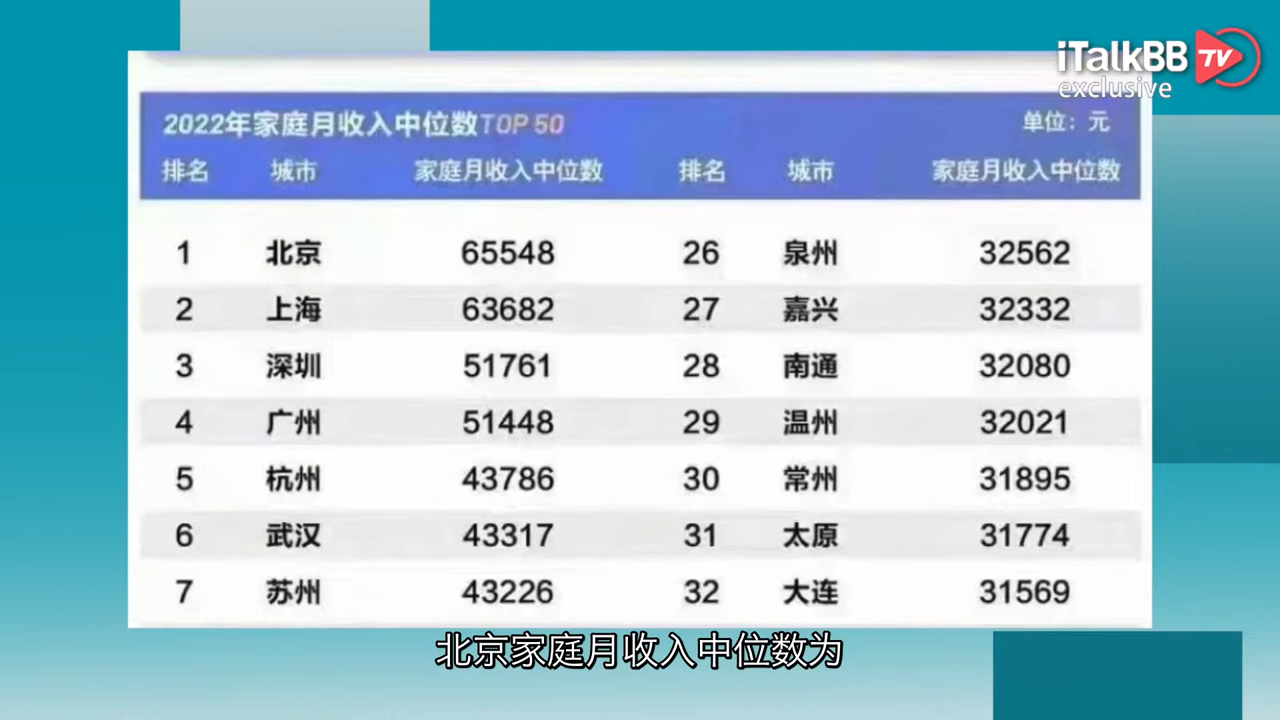 iTalkBB TV
exclusive
2022年家庭月收入中位数TOP 50 单位：元
排名 城市 家庭月收入中位数 排名 城市 家庭月收入中位数
1 北京 65548 26 泉州 32562
2 上海 63682 27 嘉兴 32332
3 深圳 51761 28 南通 32080
4 广州 51448 29 温州 32021
5 杭州 43786 30 常州 31895
6 武汉 43317 31 太原 31774
7 苏州 43226 32 大连 31569
北京家庭月收入中位数为